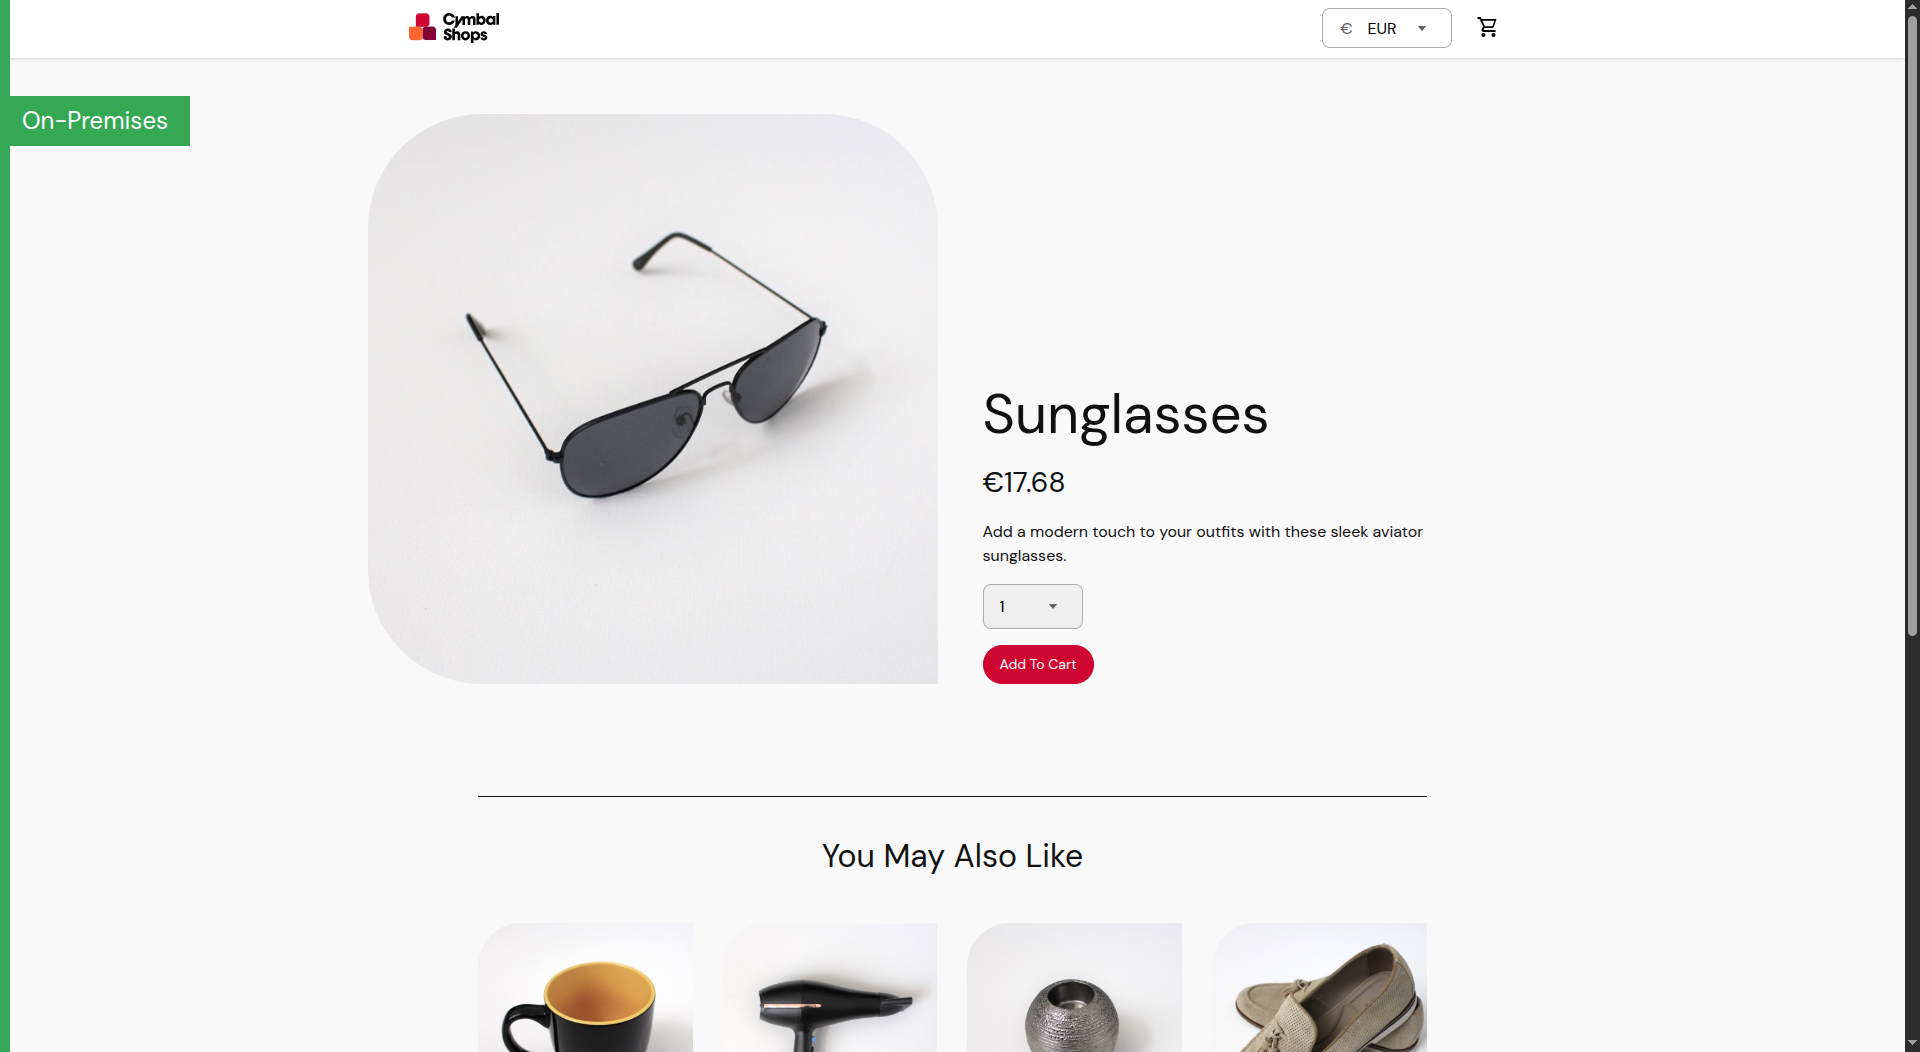 Cymbal
Shops
€ EUR
On-Premises
Sunglasses
€17.68
Add a modern touch to your outfits with these sleek aviator
sunglasses.
1
Add To Cart
You May Also Like